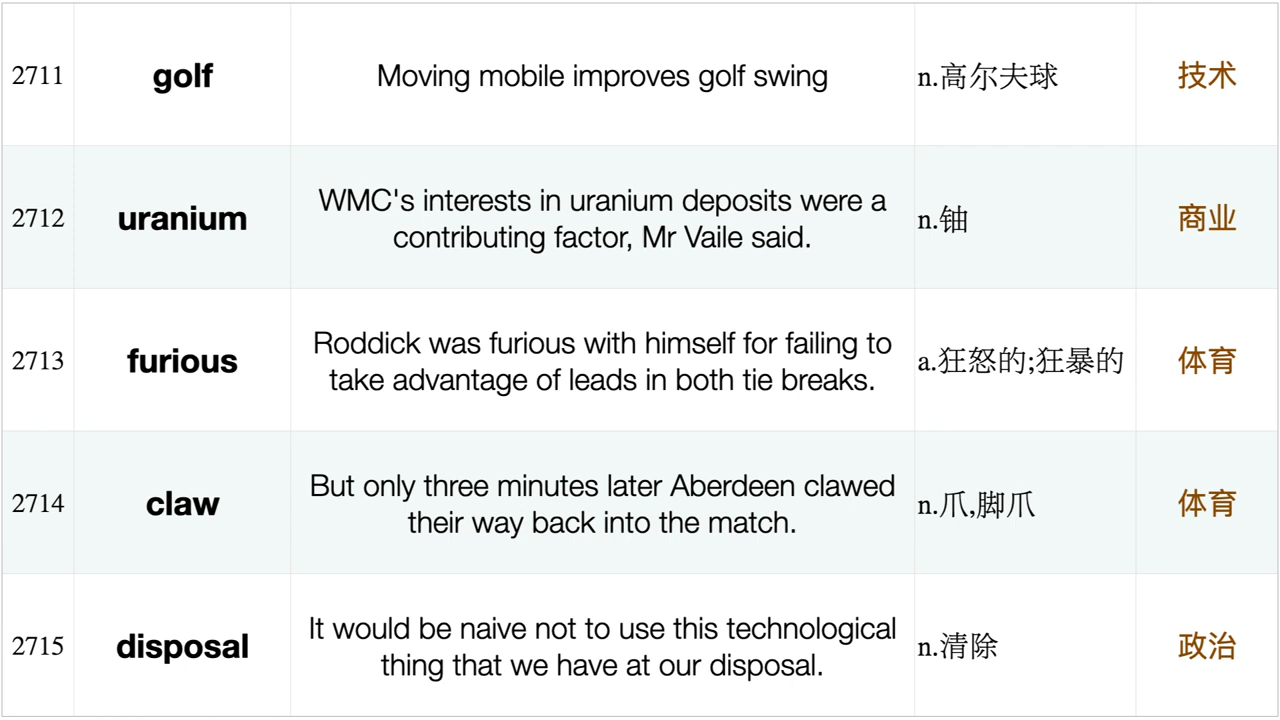 2711 golf Moving mobile improves golf swing n.高尔夫球 技术
2712 uranium WMC's interests in uranium deposits were a
contributing factor, Mr Vaile said. n.铀 商业
2713 furious Roddick was furious with himself for failing to
take advantage of leads in both tie breaks. a.狂怒的;狂暴的 体育
2714 claw But only three minutes later Aberdeen clawed
their way back into the match. n.爪,脚爪 体育
2715 disposal It would be naive not to use this technological
thing that we have at our disposal. n.清除 政治